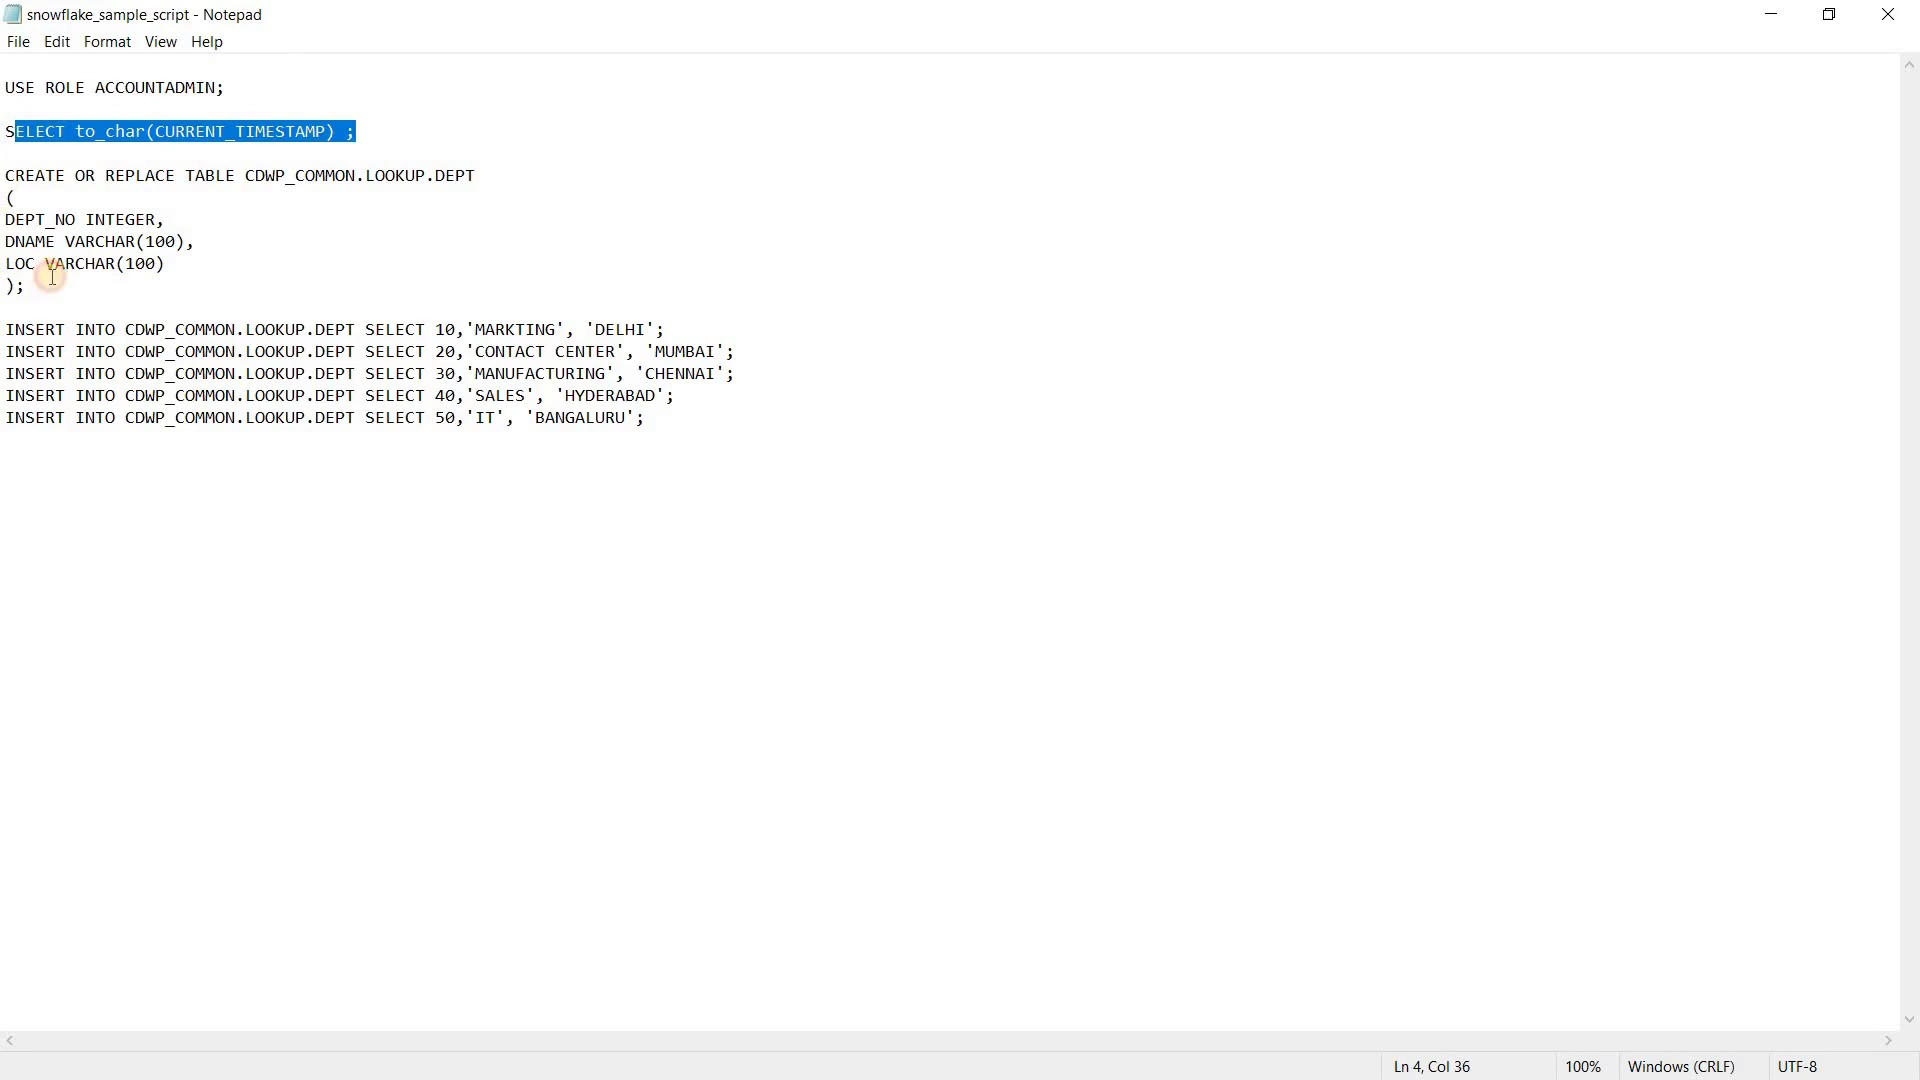 snowflake_sample_script - Notepad
File Edit Format View Help
USE ROLE ACCOUNTADMIN;
SELECT to_char(CURRENT_TIMESTAMP) ;
CREATE OR REPLACE TABLE CDWP_COMMON.LOOKUP.DEPT
(
DEPT_NO INTEGER,
DNAME VARCHAR(100),
LOC VARCHAR(100)
);
INSERT INTO CDWP_COMMON.LOOKUP.DEPT SELECT 10,'MARKTING', 'DELHI';
INSERT INTO CDWP_COMMON.LOOKUP.DEPT SELECT 20,'CONTACT CENTER', 'MUMBAI';
INSERT INTO CDWP_COMMON.LOOKUP.DEPT SELECT 30,'MANUFACTURING', 'CHENNAI';
INSERT INTO CDWP_COMMON.LOOKUP.DEPT SELECT 40,'SALES', 'HYDERABAD';
INSERT INTO CDWP_COMMON.LOOKUP.DEPT SELECT 50,'IT', 'BANGALURU';
Ln 4, Col 36 100% Windows (CRLF) UTF-8